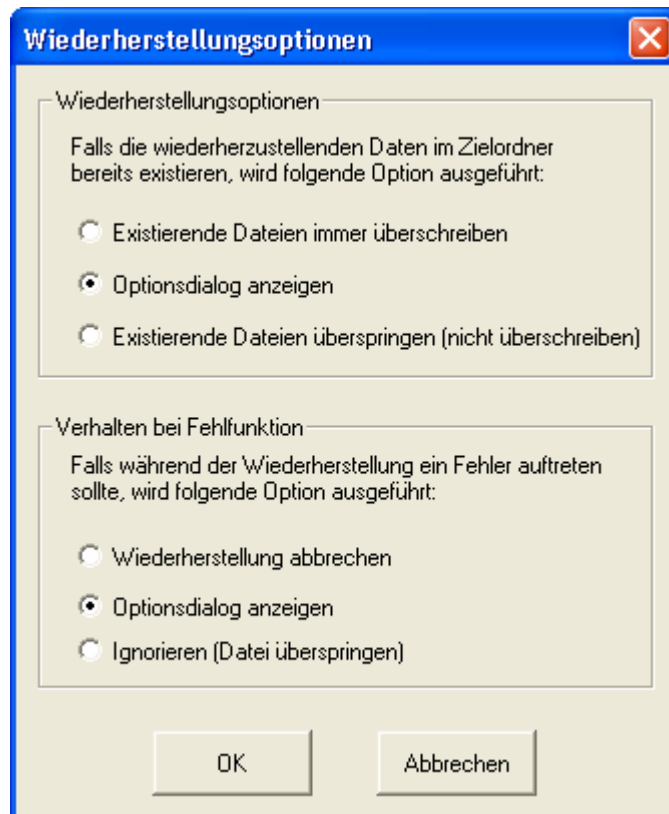 Wiederherstellungsoptionen
Wiederherstellungsoptionen
Falls die wiederherzustellenden Daten im Zielordner
bereits existieren, wird folgende Option ausgeführt:
Existierende Dateien immer überschreiben
Optionsdialog anzeigen
Existierende Dateien überspringen (nicht überschreiben)
Verhalten bei Fehlfunktion
Falls während der Wiederherstellung ein Fehler auftreten
sollte, wird folgende Option ausgeführt:
Wiederherstellung abbrechen
Optionsdialog anzeigen
Ignorieren (Datei überspringen)
OK
Abbrechen